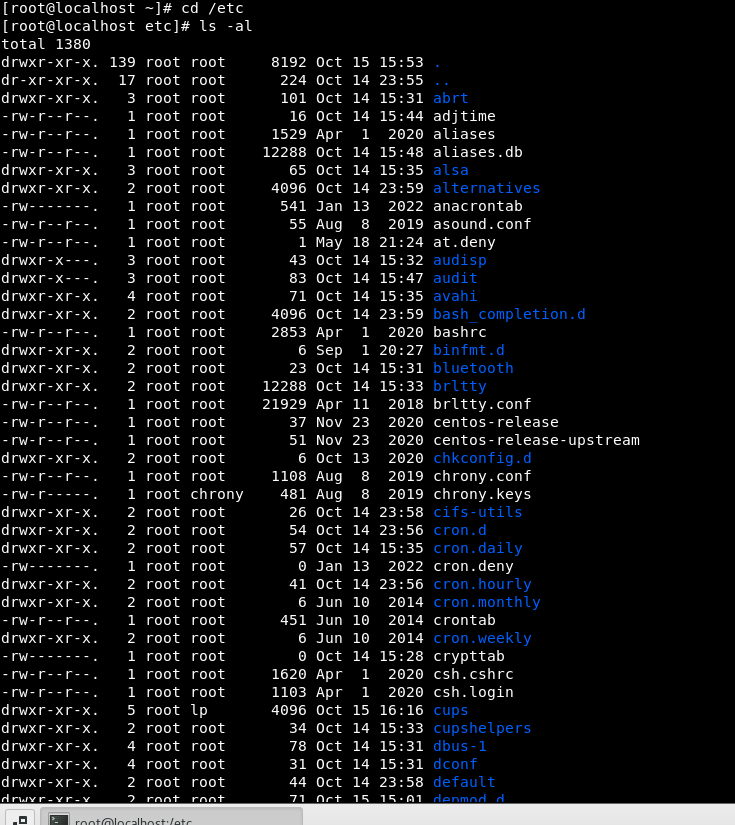 [root@localhost ~]# cd /etc
[root@localhost etc]# ls -al
total 1380
drwxr-xr-x. 139 root root     8192 Oct 15 15:53 .
dr-xr-xr-x.  17 root root      224 Oct 14 23:55 ..
drwxr-xr-x.   3 root root      101 Oct 14 15:31 abrt
-rw-r--r--.   1 root root       16 Oct 14 15:44 adjtime
-rw-r--r--.   1 root root     1529 Apr  1  2020 aliases
-rw-r--r--.   1 root root    12288 Oct 14 15:48 aliases.db
drwxr-xr-x.   3 root root       65 Oct 14 15:35 alsa
drwxr-xr-x.   2 root root     4096 Oct 14 23:59 alternatives
-rw-------.   1 root root      541 Jan 13  2022 anacrontab
-rw-r--r--.   1 root root       55 Aug  8  2019 asound.conf
-rw-r--r--.   1 root root        1 May 18 21:24 at.deny
drwxr-x---.   3 root root       43 Oct 14 15:32 audisp
drwxr-x---.   3 root root       83 Oct 14 15:47 audit
drwxr-xr-x.   4 root root       71 Oct 14 15:35 avahi
drwxr-xr-x.   2 root root     4096 Oct 14 23:59 bash_completion.d
-rw-r--r--.   1 root root     2853 Apr  1  2020 bashrc
drwxr-xr-x.   2 root root        6 Sep  1 20:27 binfmt.d
drwxr-xr-x.   2 root root       23 Oct 14 15:31 bluetooth
drwxr-xr-x.   2 root root    12288 Oct 14 15:33 brltty
-rw-r--r--.   1 root root    21929 Apr 11  2018 brltty.conf
-rw-r--r--.   1 root root       37 Nov 23  2020 centos-release
-rw-r--r--.   1 root root       51 Nov 23  2020 centos-release-upstream
drwxr-xr-x.   2 root root        6 Oct 13  2020 chkconfig.d
-rw-r--r--.   1 root root     1108 Aug  8  2019 chrony.conf
-rw-r-----.   1 root chrony    481 Aug  8  2019 chrony.keys
drwxr-xr-x.   2 root root       26 Oct 14 23:58 cifs-utils
drwxr-xr-x.   2 root root       54 Oct 14 23:56 cron.d
drwxr-xr-x.   2 root root       57 Oct 14 15:35 cron.daily
-rw-------.   1 root root        0 Jan 13  2022 cron.deny
drwxr-xr-x.   2 root root       41 Oct 14 23:56 cron.hourly
drwxr-xr-x.   2 root root        6 Jun 10  2014 cron.monthly
-rw-r--r--.   1 root root      451 Jun 10  2014 crontab
drwxr-xr-x.   2 root root        6 Jun 10  2014 cron.weekly
-rw-------.   1 root root        0 Oct 14 15:28 crypttab
-rw-r--r--.   1 root root     1620 Apr  1  2020 csh.cshrc
-rw-r--r--.   1 root root     1103 Apr  1  2020 csh.login
drwxr-xr-x.   5 root lp       4096 Oct 15 16:16 cups
drwxr-xr-x.   2 root root       34 Oct 14 15:33 cupshelpers
drwxr-xr-x.   4 root root       78 Oct 14 15:31 dbus-1
drwxr-xr-x.   4 root root       31 Oct 14 15:31 dconf
drwxr-xr-x.   2 root root       44 Oct 14 23:58 default
drwxr-xr-x.   2 root root       71 Oct 15 15:01 depmod.d
root@localhost:/etc